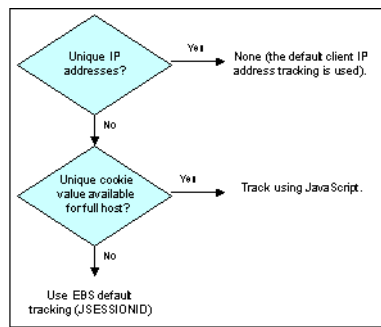 Unique IP
addresses?
Yes
None (the default client IP
address tracking is used).
No
Unique cookie
value available
for full host?
Yes
Track using JavaScript.
No
Use EBS default
tracking (JSESSIONID)